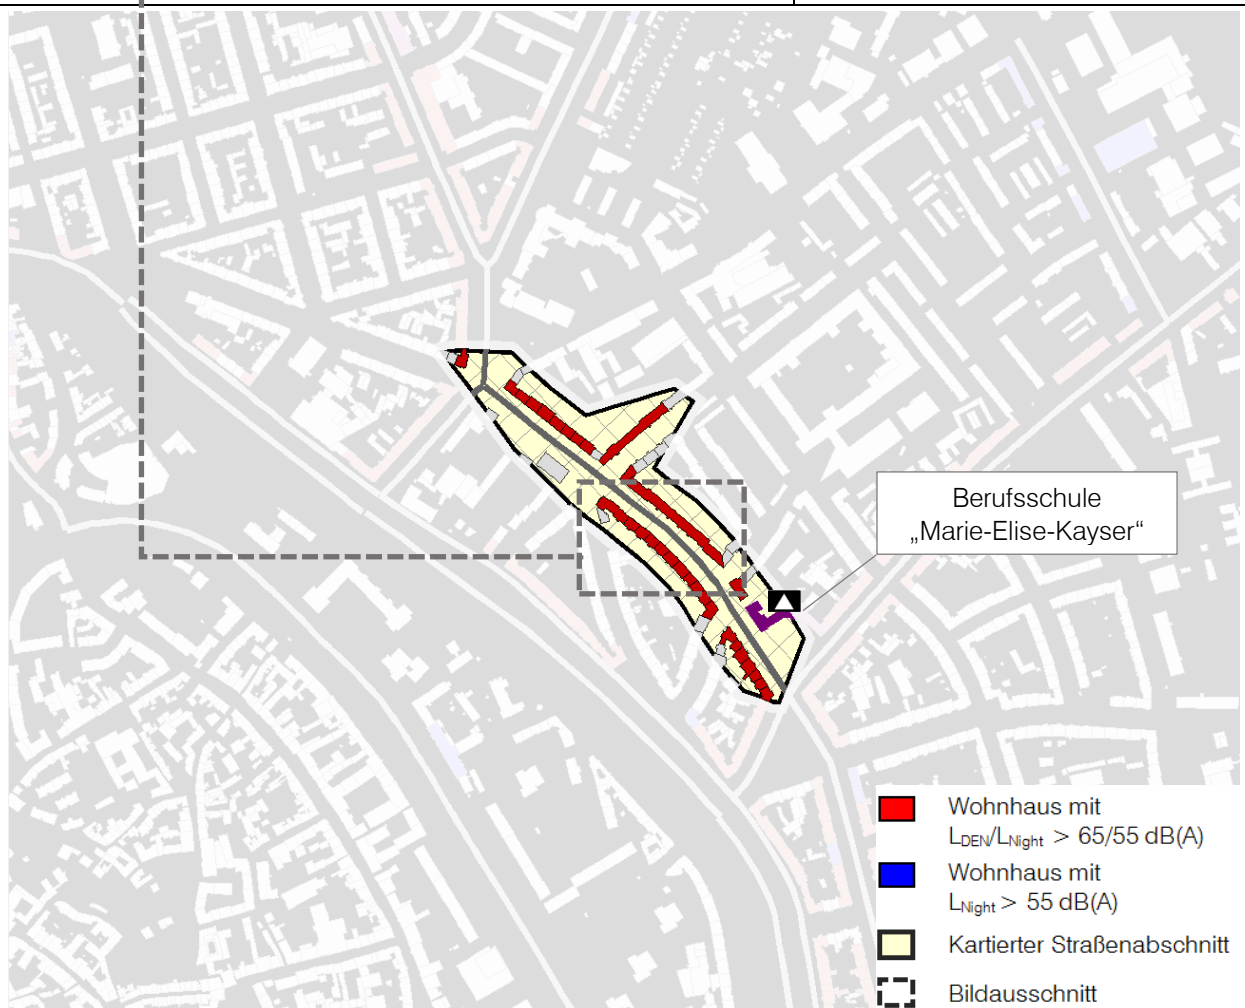 Berufsschule
„Marie-Elise-Kayser“
Wohnhaus mit
LDEN/LNight > 65/55 dB(A)
Wohnhaus mit
LNight > 55 dB(A)
Kartierter Straßenabschnitt
Bildausschnitt